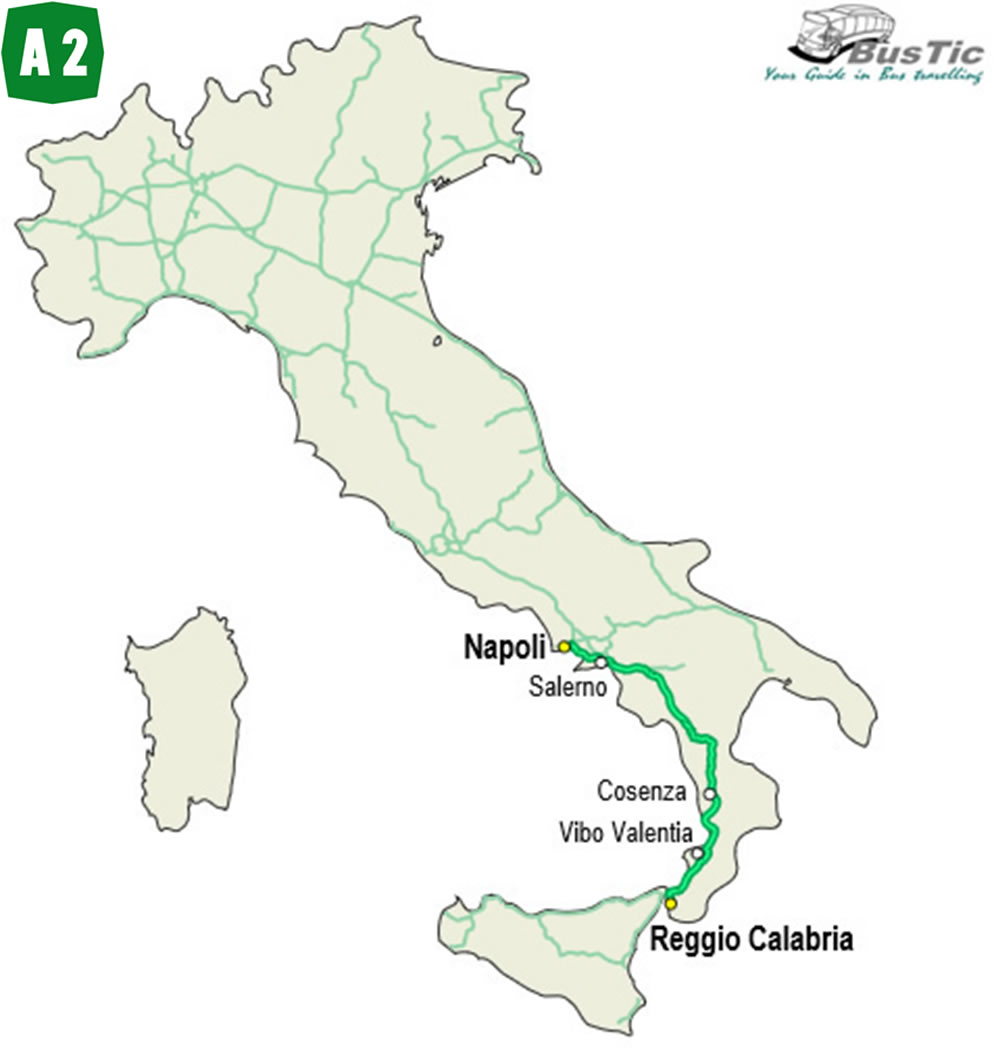 A 2
BusTic
Your Guide in Bus travelling
Napoli
Salerno
Cosenza
Vibo Valentia
Reggio Calabria